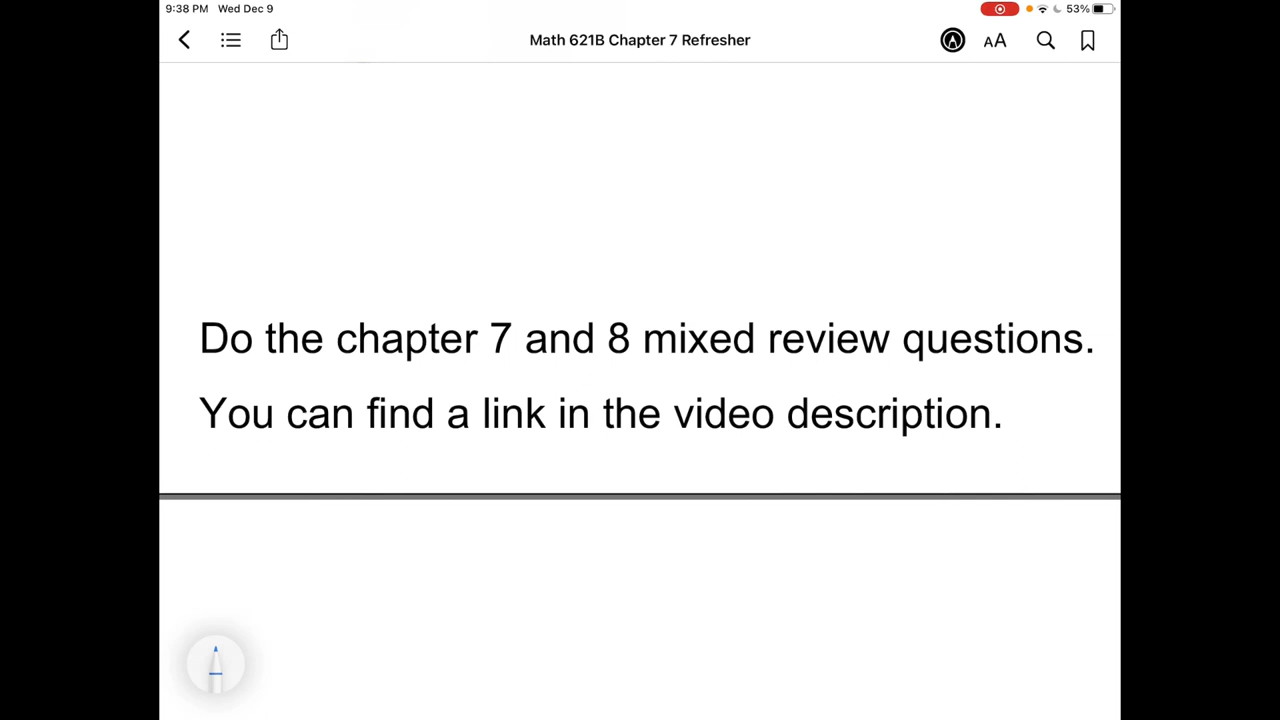 9:38 PM Wed Dec 9
53%
Math 621B Chapter 7 Refresher
AA
Do the chapter 7 and 8 mixed review questions.
You can find a link in the video description.